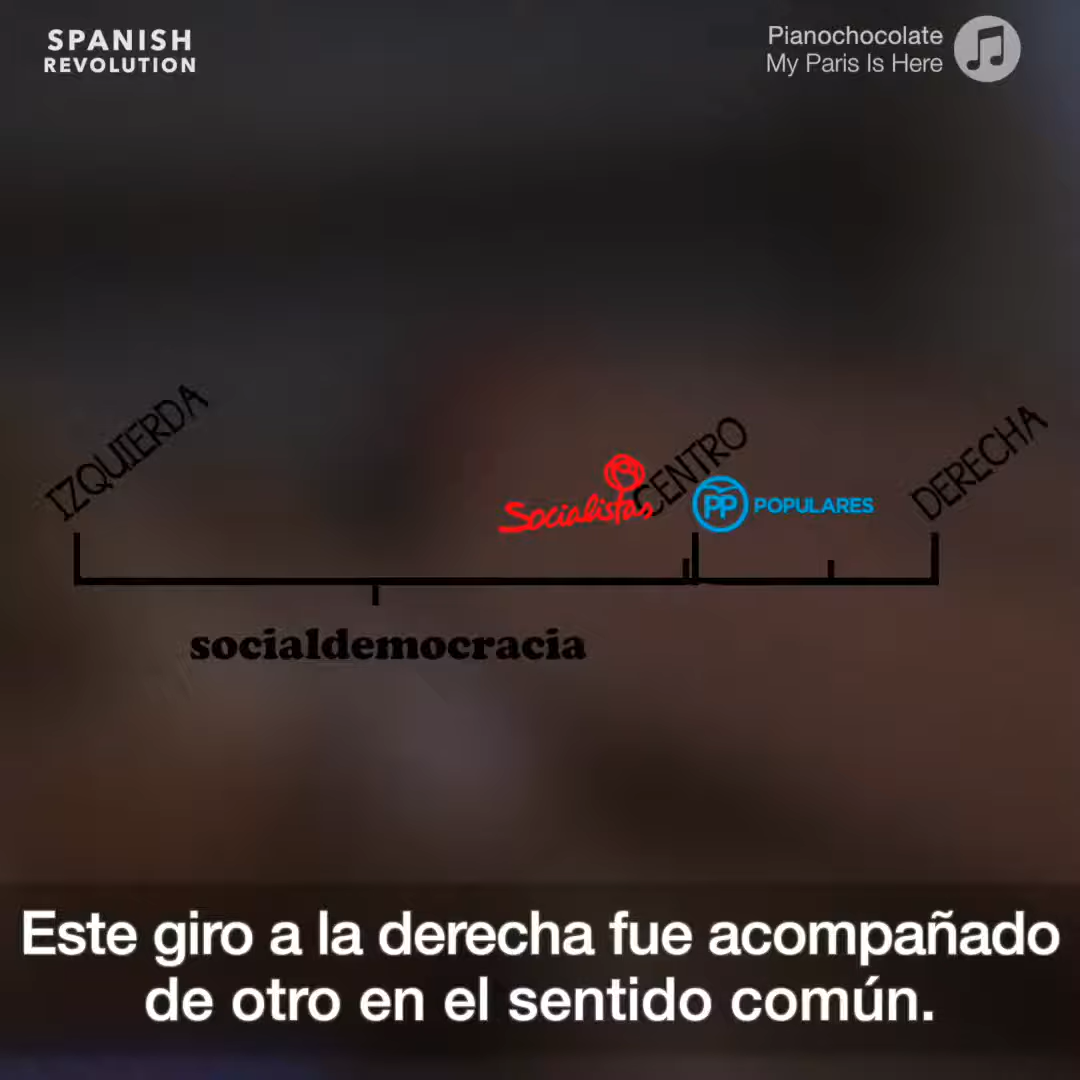 SPANISH
REVOLUTION
Pianochocolate
My Paris Is Here
IZQUIERDA
CENTRO
DERECHA
Socialistas
PP POPULARES
socialdemocracia
Este giro a la derecha fue acompañado
de otro en el sentido común.